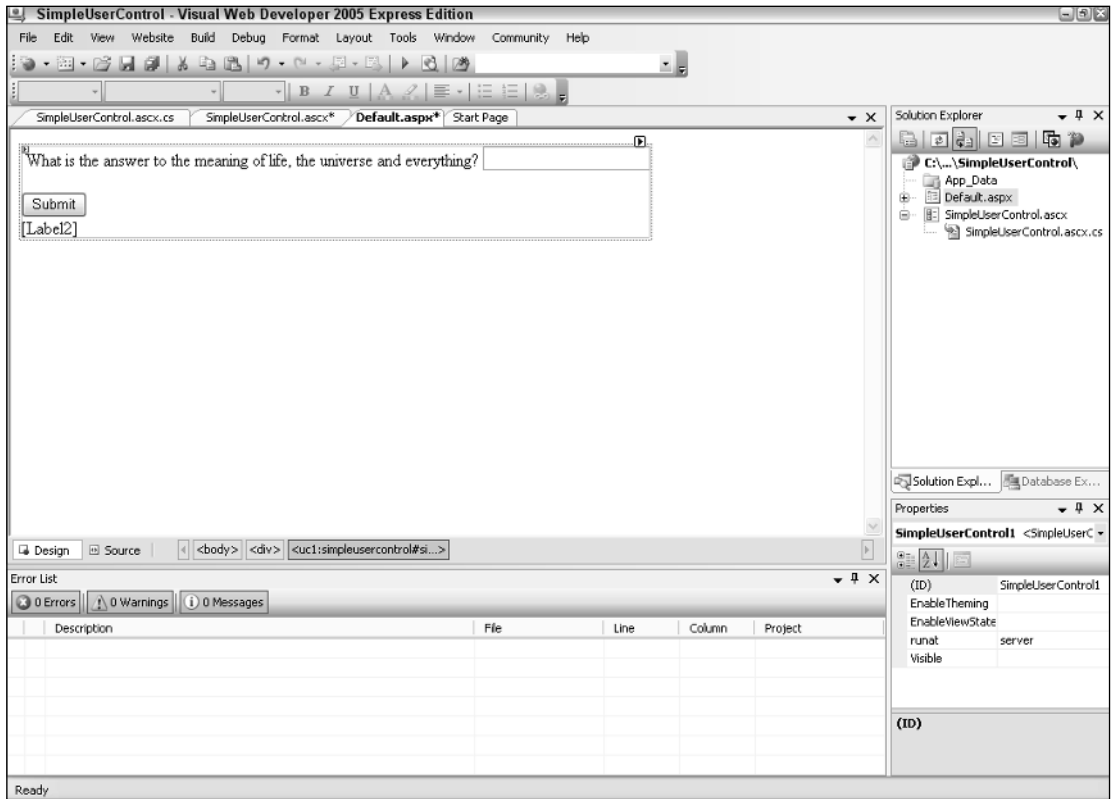 SimpleUserControl - Visual Web Developer 2005 Express Edition
File Edit View Website Build Debug Format Layout Tools Window Community Help
B I U A
SimpleUserControl.ascx.cs SimpleUserControl.ascx* Default.aspx* Start Page
What is the answer to the meaning of life, the universe and everything?
Submit
[Label2]
Design Source <body> <div> <uc1:simpleusercontrol#si...>
Error List
0 Errors 0 Warnings 0 Messages
Description File Line Column Project
Ready
Solution Explorer
C:\...\SimpleUserControl\
App_Data
Default.aspx
SimpleUserControl.ascx
SimpleUserControl.ascx.cs
Solution Expl... Database Ex...
Properties
SimpleUserControl1 <SimpleUserC
(ID) SimpleUserControl1
EnableTheming
EnableViewState
runat server
Visible
(ID)